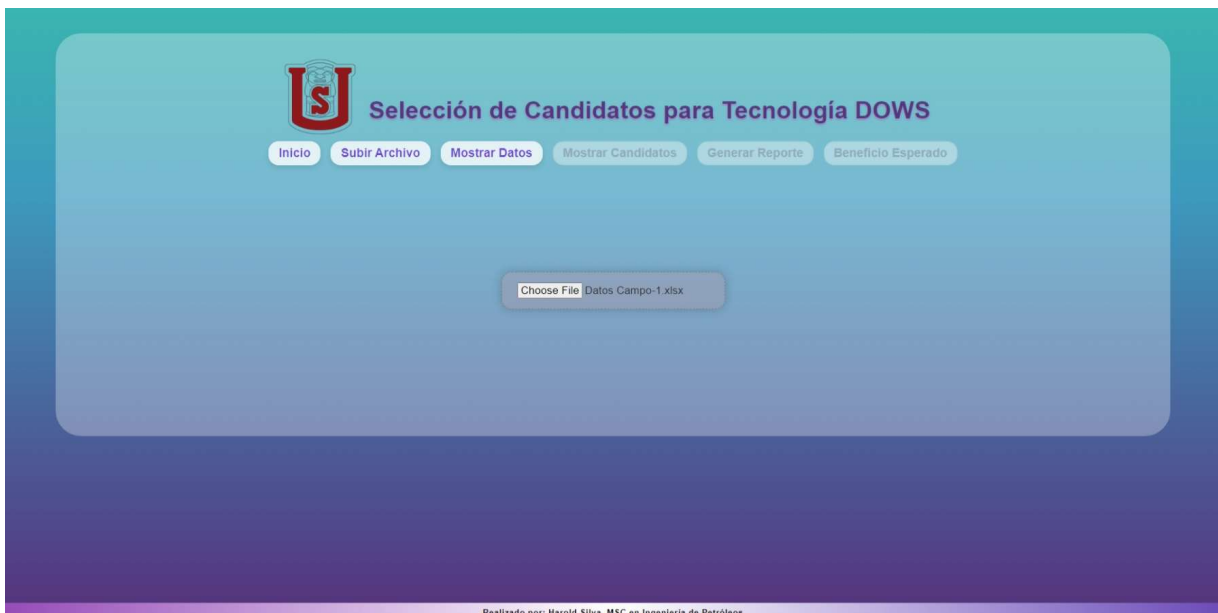 US
Selección de Candidatos para Tecnología DOWS
Inicio Subir Archivo Mostrar Datos Mostrar Candidatos Generar Reporte Beneficio Esperado
Choose File Datos Campo-1.xlsx
Realizado por: Harold Silva, MSC en Ingeniería de Petróleos